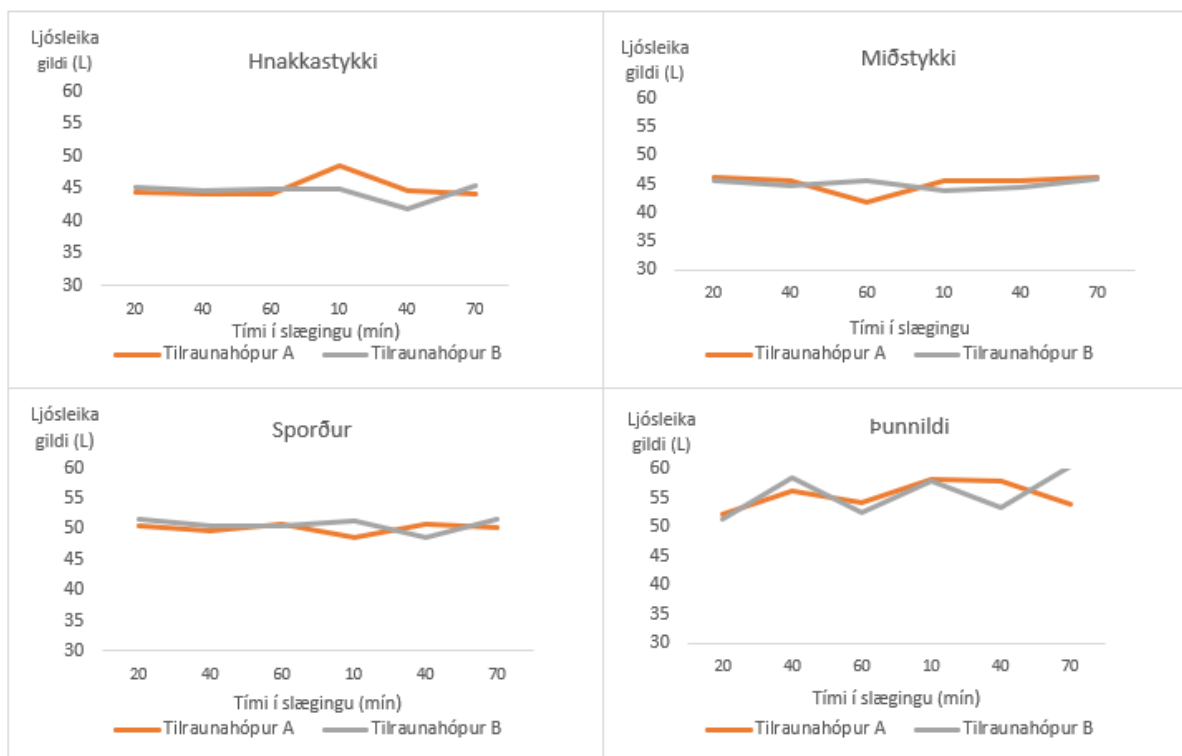 Ljósleika
gildi (L)
Hnakkastykki
60
55
50
45
40
35
30
20 40 60 10 40 70
Tími í slægingu (mín)
Tilraunahópur A Tilraunahópur B
Ljósleika
gildi (L)
Miðstykki
60
55
50
45
40
35
30
20 40 60 10 40 70
Tími í slægingu
Tilraunahópur A Tilraunahópur B
Ljósleika
gildi (L)
Sporður
60
55
50
45
40
35
30
20 40 60 10 40 70
Tími í slægingu (mín)
Tilraunahópur A Tilraunahópur B
Ljósleika
gildi (L)
Þunnildi
60
55
50
45
40
35
30
20 40 60 10 40 70
Tími í slægingu (mín)
Tilraunahópur A Tilraunahópur B